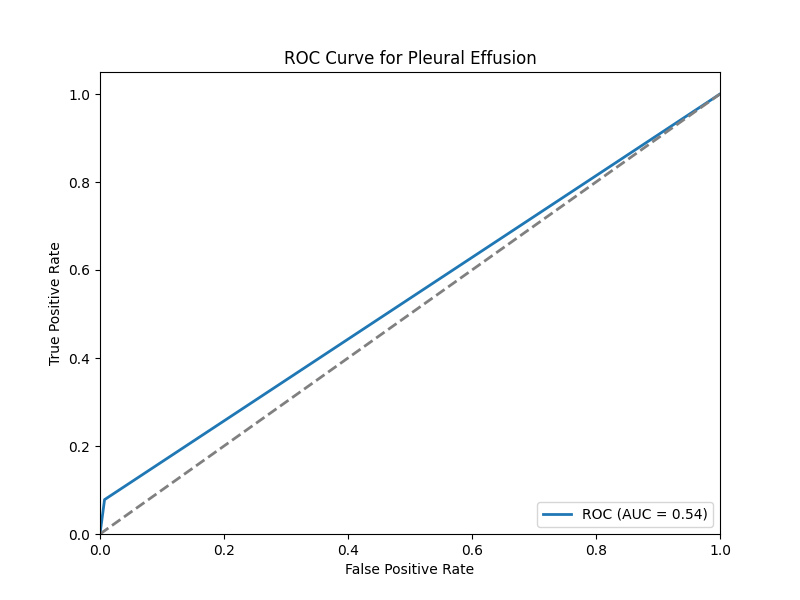 ROC Curve for Pleural Effusion
True Positive Rate
1.0
0.8
0.6
0.4
0.2
0.0
0.0 0.2 0.4 0.6 0.8 1.0
False Positive Rate
ROC (AUC = 0.54)